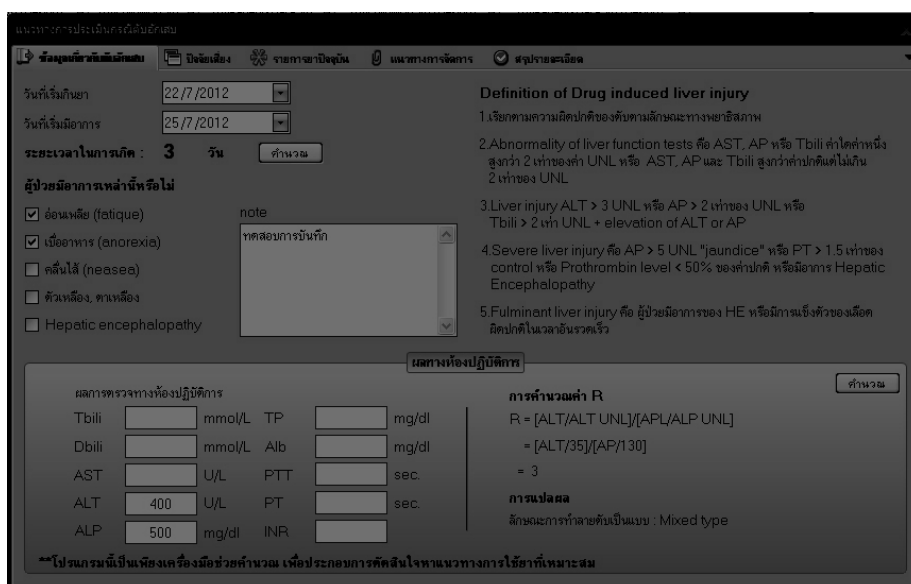 แนวทางการประเมินกรณีตับอักเสบ
ข้อมูลเกี่ยวกับตับอักเสบ ปัจจัยเสี่ยง รายการยาปัจจุบัน แนวทางการจัดการ สรุปรายละเอียด
วันที่เริ่มกินยา 22/7/2012
วันที่เริ่มมีอาการ 25/7/2012
ระยะเวลาในการเกิด : 3 วัน คำนวณ
ผู้ป่วยมีอาการเหล่านี้หรือไม่
อ่อนเพลีย (fatique)
เบื่ออาหาร (anorexia)
คลื่นไส้ (neasea)
ตัวเหลือง, ตาเหลือง
Hepatic encephalopathy
note
ทดสอบการบันทึก
Definition of Drug induced liver injury
1.เรียกตามความผิดปกติของตับตามลักษณะทางพยาธิสภาพ
2.Abnormality of liver function tests คือ AST, AP หรือ Tbili ค่าใดค่าหนึ่ง
สูงกว่า 2 เท่าของค่า UNL หรือ AST, AP และ Tbili สูงกว่าค่าปกติแต่ไม่เกิน
2 เท่าของ UNL
3.Liver injury ALT > 3 UNL หรือ AP > 2 เท่าของ UNL หรือ
Tbili > 2 เท่า UNL + elevation of ALT or AP
4.Severe liver injury คือ AP > 5 UNL "jaundice" หรือ PT > 1.5 เท่าของ
control หรือ Prothrombin level < 50% ของค่าปกติ หรือมีอาการ Hepatic
Encephalopathy
5.Fulminant liver injury คือ ผู้ป่วยมีอาการของ HE หรือมีการแข็งตัวของเลือด
ผิดปกติในเวลาอันรวดเร็ว
ผลทางห้องปฏิบัติการ
ผลการตรวจทางห้องปฏิบัติการ
Tbili mmol/L TP mg/dl
Dbili mmol/L Alb mg/dl
AST U/L PTT sec.
ALT 400 U/L PT sec.
ALP 500 mg/dl INR
คำนวณ
การคำนวณค่า R
R = [ALT/ALT UNL]/[APL/ALP UNL]
= [ALT/35]/[AP/130]
= 3
การแปลผล
ลักษณะการทำลายตับเป็นแบบ : Mixed type
**โปรแกรมนี้เป็นเพียงเครื่องมือช่วยคำนวณ เพื่อประกอบการตัดสินใจหาแนวทางการใช้ยาที่เหมาะสม